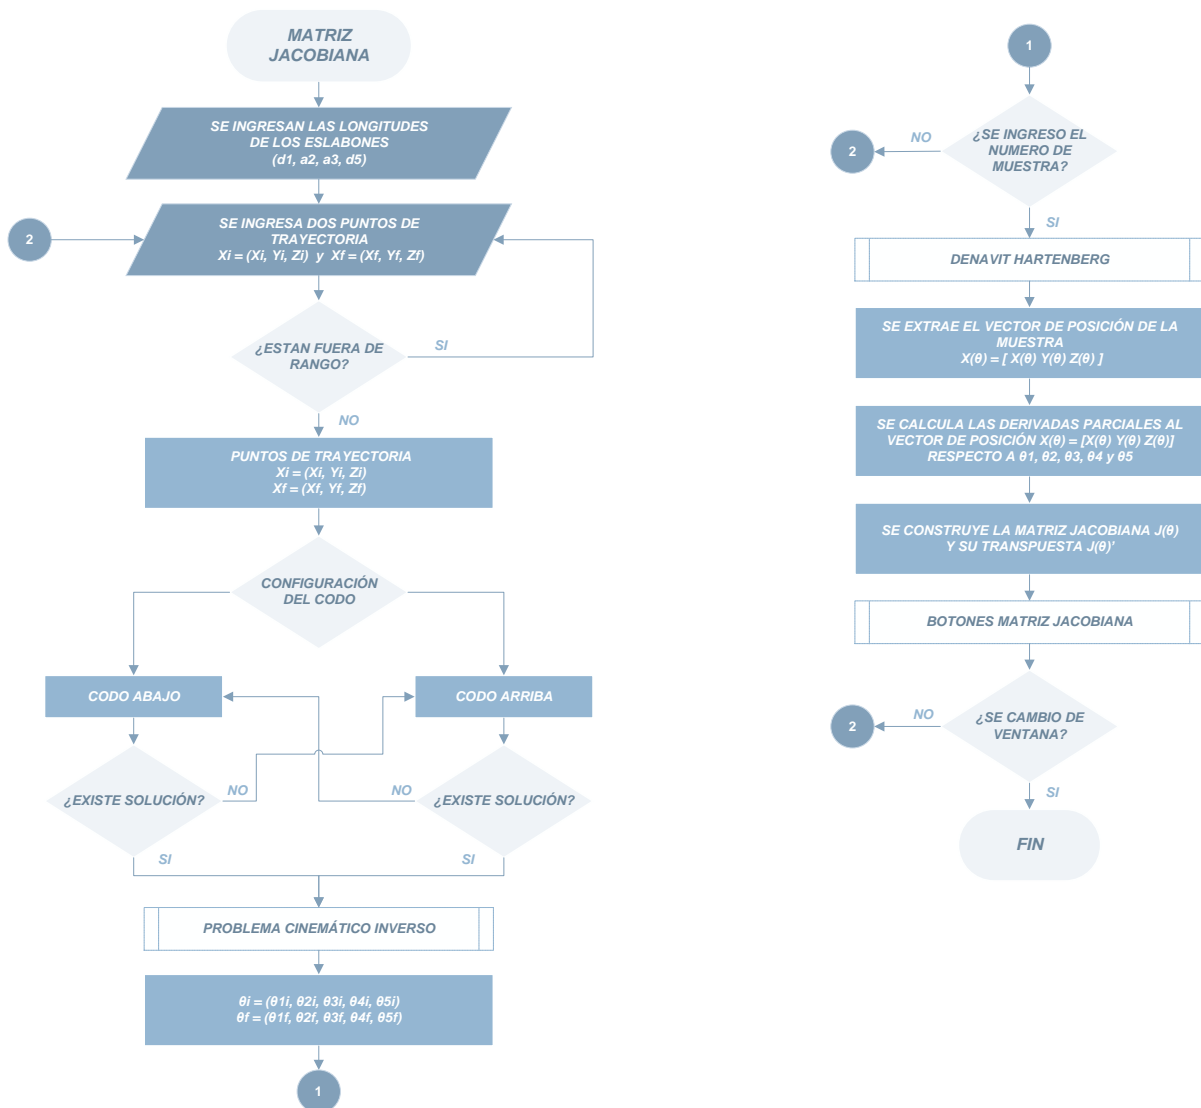 MATRIZ
JACOBIANA
SE INGRESAN LAS LONGITUDES
DE LOS ESLABONES
(d1, a2, a3, d5)
2
SE INGRESA DOS PUNTOS DE
TRAYECTORIA
Xi = (Xi, Yi, Zi) y Xf = (Xf, Yf, Zf)
¿ESTAN FUERA DE
RANGO?
SI
NO
PUNTOS DE TRAYECTORIA
Xi = (Xi, Yi, Zi)
Xf = (Xf, Yf, Zf)
CONFIGURACIÓN
DEL CODO
CODO ABAJO
CODO ARRIBA
¿EXISTE SOLUCIÓN?
NO
NO
¿EXISTE SOLUCIÓN?
SI
SI
PROBLEMA CINEMÁTICO INVERSO
θi = (θ1i, θ2i, θ3i, θ4i, θ5i)
θf = (θ1f, θ2f, θ3f, θ4f, θ5f)
1
1
¿SE INGRESO EL
NUMERO DE
MUESTRA?
NO
2
SI
DENAVIT HARTENBERG
SE EXTRAE EL VECTOR DE POSICIÓN DE LA
MUESTRA
X(θ) = [ X(θ) Y(θ) Z(θ) ]
SE CALCULA LAS DERIVADAS PARCIALES AL
VECTOR DE POSICIÓN X(θ) = [X(θ) Y(θ) Z(θ)]
RESPECTO A θ1, θ2, θ3, θ4 y θ5
SE CONSTRUYE LA MATRIZ JACOBIANA J(θ)
Y SU TRANSPUESTA J(θ)’
BOTONES MATRIZ JACOBIANA
¿SE CAMBIO DE
VENTANA?
NO
2
SI
FIN